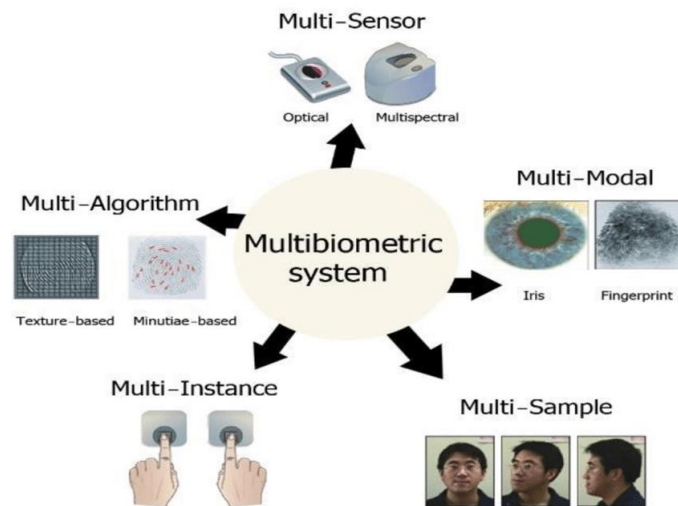 Multi-Sensor
Optical
Multispectral
Multi-Algorithm
Texture-based
Minutiae-based
Multibiometric
system
Multi-Modal
Iris
Fingerprint
Multi-Instance
Multi-Sample